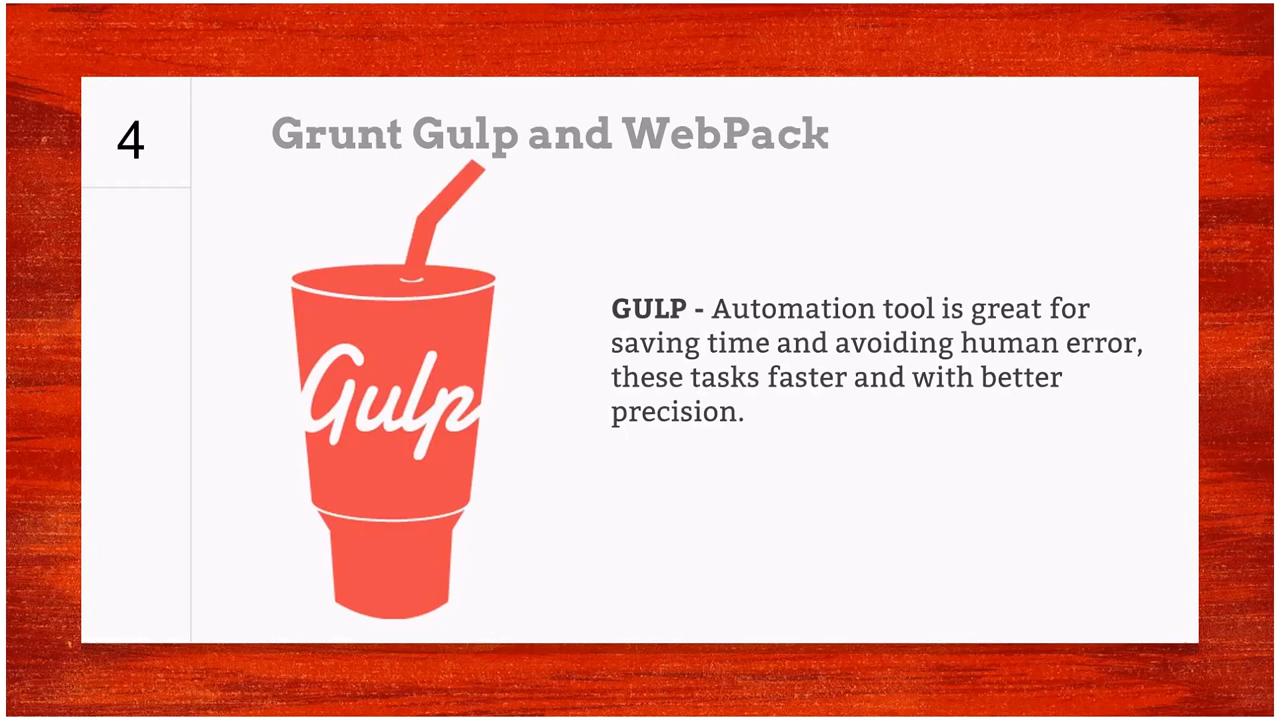 4
Grunt Gulp and WebPack
Gulp
GULP - Automation tool is great for
saving time and avoiding human error,
these tasks faster and with better
precision.